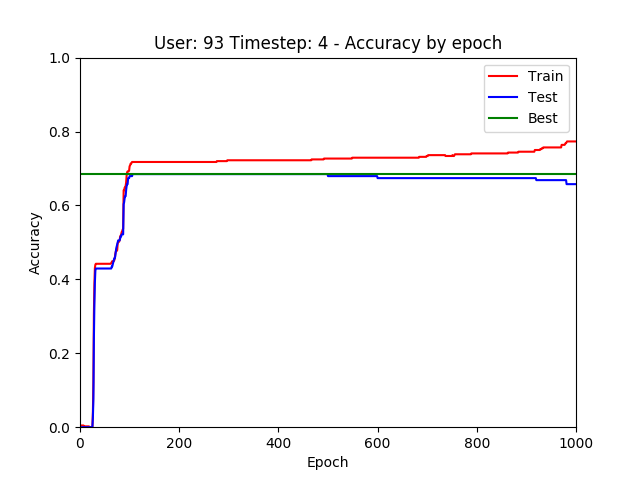 User: 93 Timestep: 4 - Accuracy by epoch
1.0
0.8
0.6
0.4
0.2
0.0
Accuracy
Train
Test
Best
0 200 400 600 800 1000
Epoch